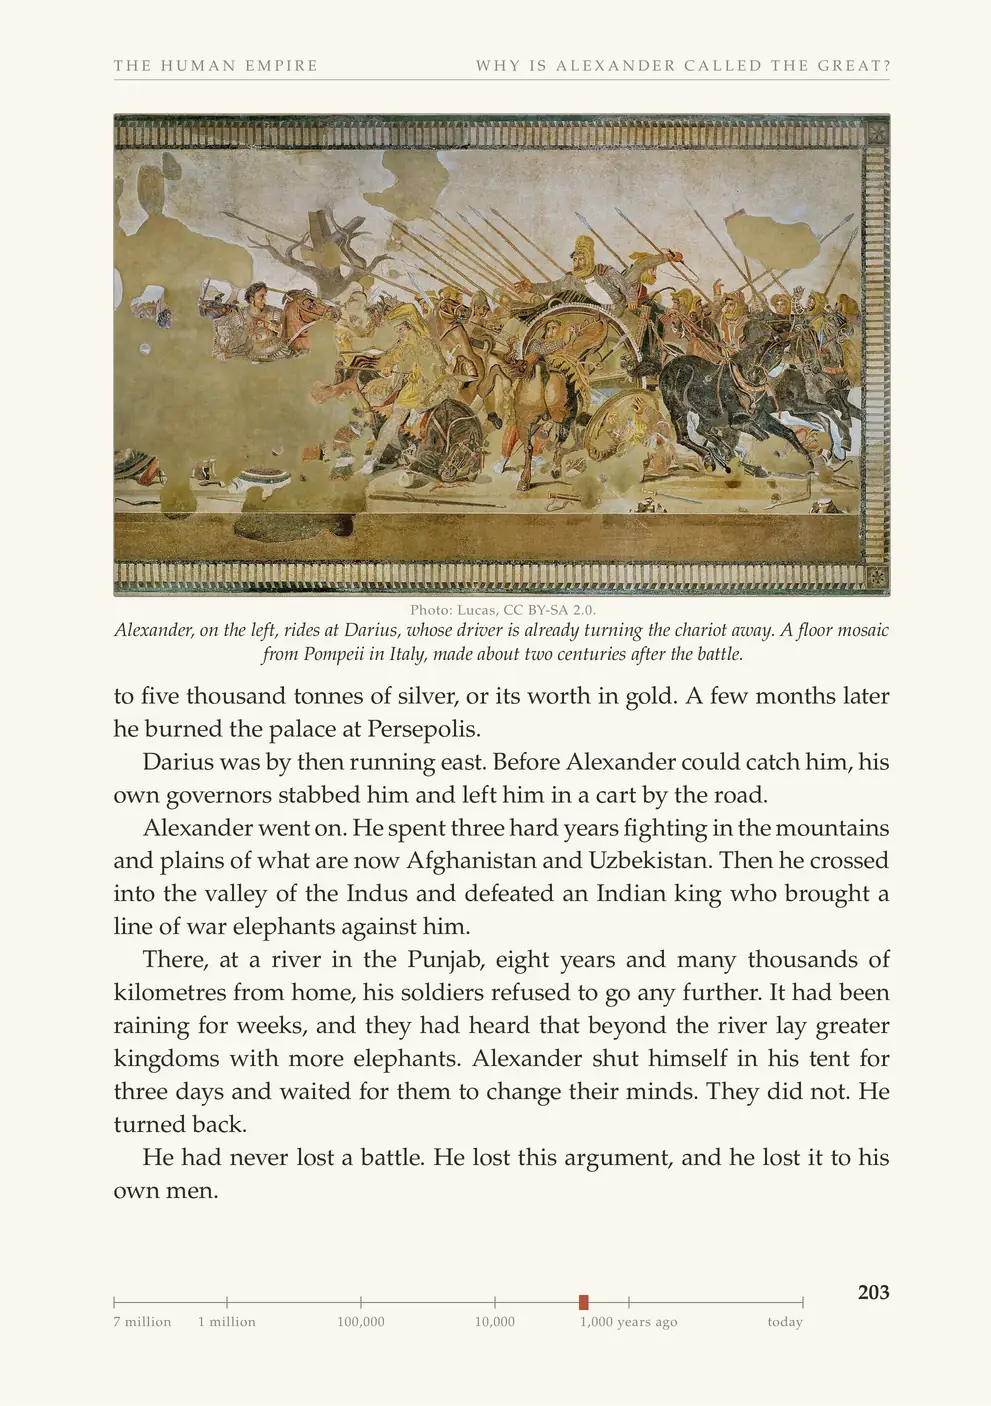 THE HUMAN EMPIRE
WHY IS ALEXANDER CALLED THE GREAT?
Photo: Lucas, CC BY-SA 2.0.
Alexander, on the left, rides at Darius, whose driver is already turning the chariot away. A floor mosaic
from Pompeii in Italy, made about two centuries after the battle.
to five thousand tonnes of silver, or its worth in gold. A few months later
he burned the palace at Persepolis.
Darius was by then running east. Before Alexander could catch him, his
own governors stabbed him and left him in a cart by the road.
Alexander went on. He spent three hard years fighting in the mountains
and plains of what are now Afghanistan and Uzbekistan. Then he crossed
into the valley of the Indus and defeated an Indian king who brought a
line of war elephants against him.
There, at a river in the Punjab, eight years and many thousands of
kilometres from home, his soldiers refused to go any further. It had been
raining for weeks, and they had heard that beyond the river lay greater
kingdoms with more elephants. Alexander shut himself in his tent for
three days and waited for them to change their minds. They did not. He
turned back.
He had never lost a battle. He lost this argument, and he lost it to his
own men.
203
7 million 1 million 100,000 10,000 1,000 years ago today